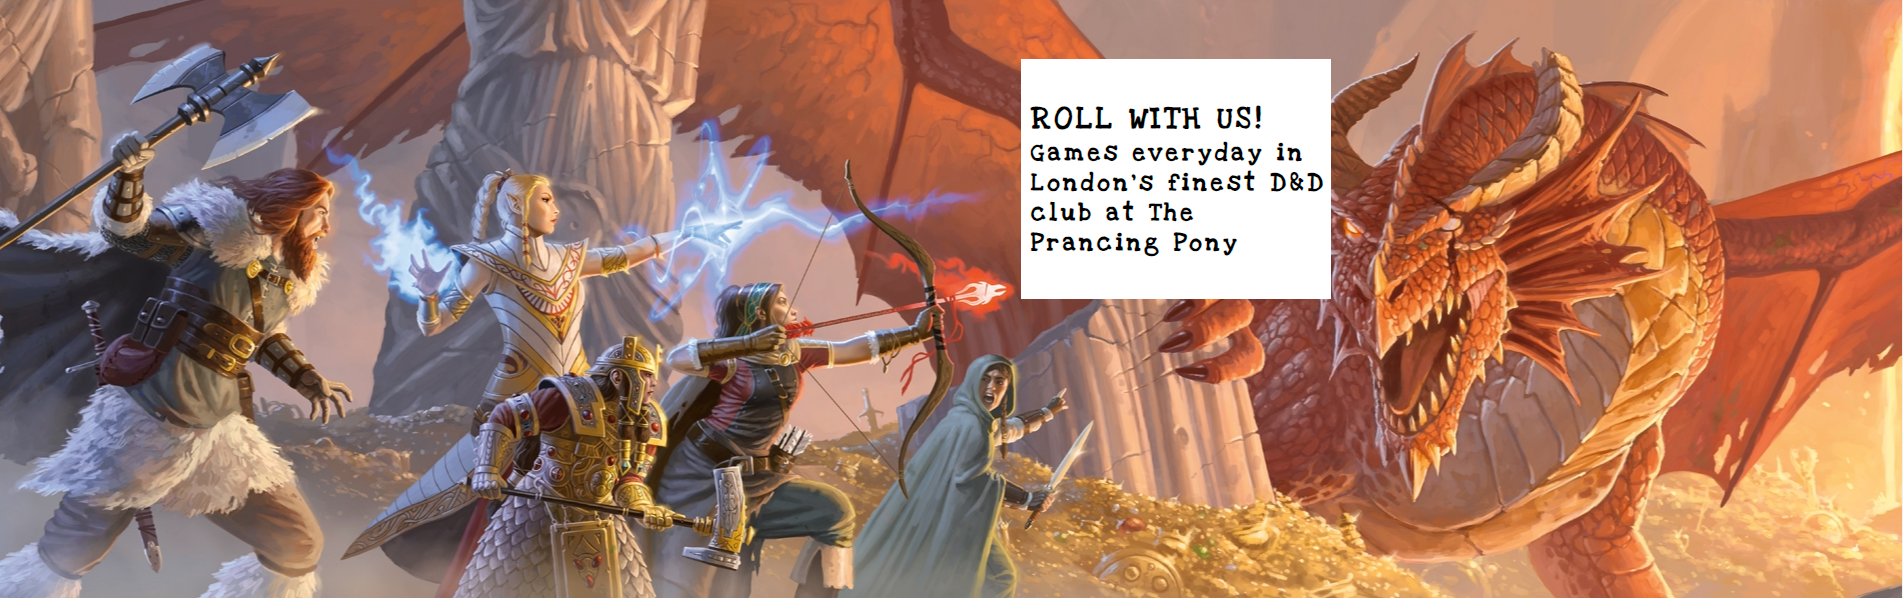 ROLL WITH US!
Games everyday in
London's finest D&D
club at The
Prancing Pony